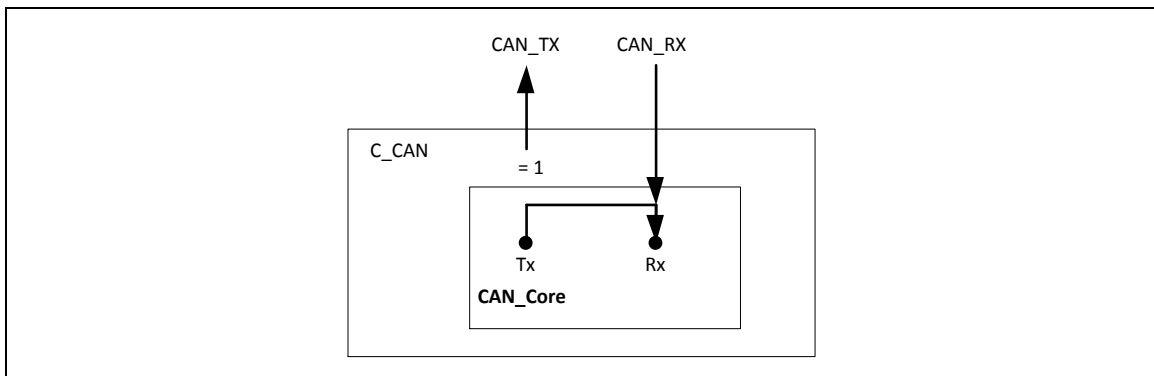 CAN_TX CAN_RX
C_CAN
= 1
Tx Rx
CAN_Core